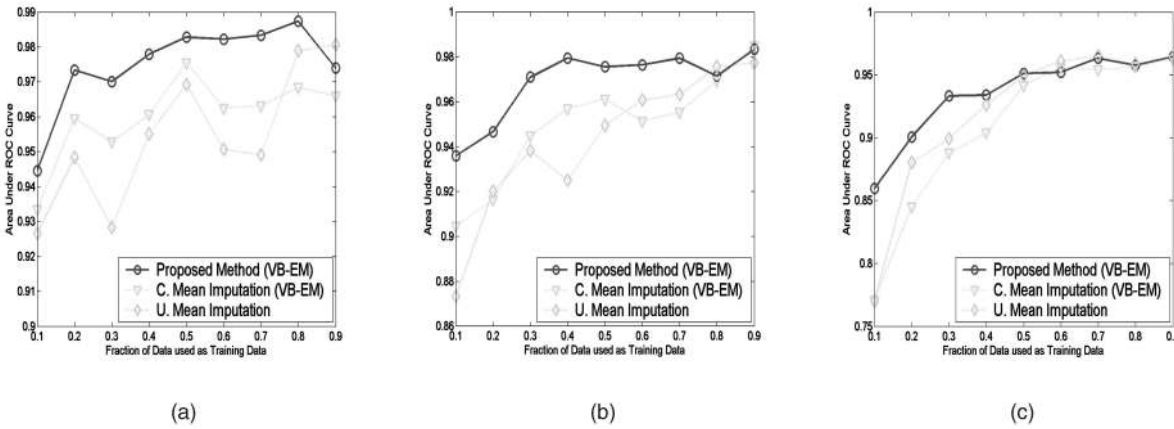 0.99
0.98
0.97
0.96
0.95
0.94
0.93
0.92
0.91
0.9
Area Under ROC Curve
Proposed Method (VB-EM)
C. Mean Imputation (VB-EM)
U. Mean Imputation
0.1 0.2 0.3 0.4 0.5 0.6 0.7 0.8 0.9
Fraction of Data used as Training Data
(a)
1
0.98
0.96
0.94
0.92
0.9
0.88
0.86
Area Under ROC Curve
Proposed Method (VB-EM)
C. Mean Imputation (VB-EM)
U. Mean Imputation
0.1 0.2 0.3 0.4 0.5 0.6 0.7 0.8 0.9
Fraction of Data used as Training Data
(b)
1
0.95
0.9
0.85
0.8
0.75
Area Under ROC Curve
Proposed Method (VB-EM)
C. Mean Imputation (VB-EM)
U. Mean Imputation
0.1 0.2 0.3 0.4 0.5 0.6 0.7 0.8
Fraction of Data used as Training Data
(c)